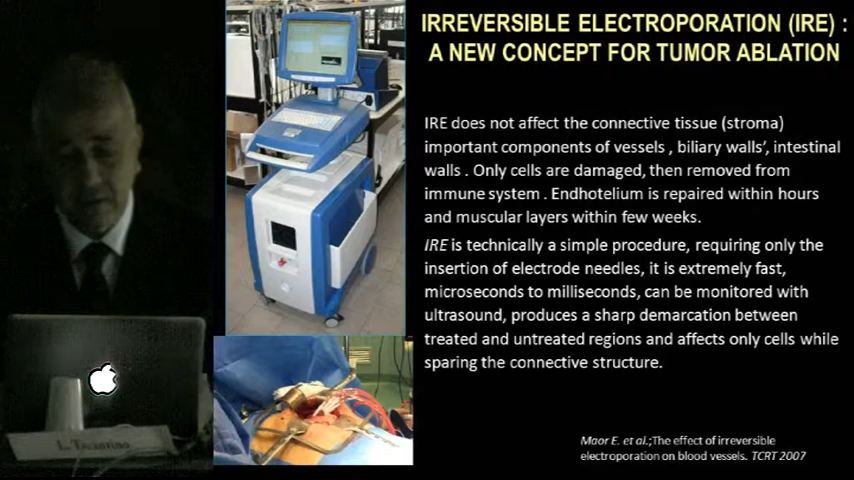 IRREVERSIBLE ELECTROPORATION (IRE) :
A NEW CONCEPT FOR TUMOR ABLATION
IRE does not affect the connective tissue (stroma)
important components of vessels , biliary walls', intestinal
walls . Only cells are damaged, then removed from
immune system . Endhotelium is repaired within hours
and muscular layers within few weeks.
IRE is technically a simple procedure, requiring only the
insertion of electrode needles, it is extremely fast,
microseconds to milliseconds, can be monitored with
ultrasound, produces a sharp demarcation between
treated and untreated regions and affects only cells while
sparing the connective structure.
Maor E. et al.;The effect of irreversible
electroporation on blood vessels. TCRT 2007